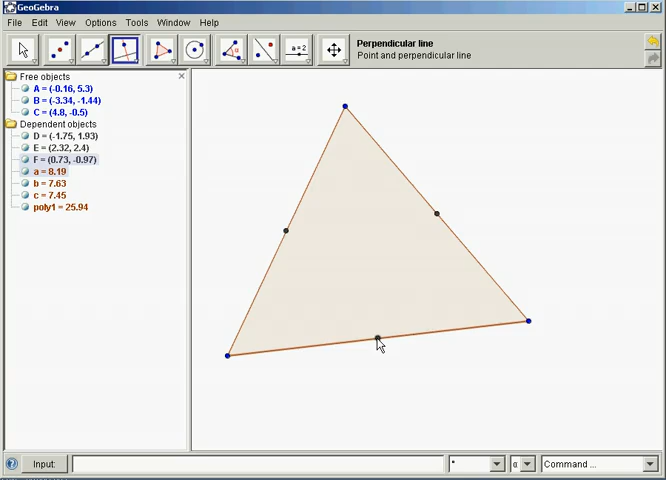 GeoGebra
File Edit View Options Tools Window Help
a = 2
Perpendicular line
Point and perpendicular line
Free objects
A = (-0.16, 5.3)
B = (-3.34, -1.44)
C = (4.8, -0.5)
Dependent objects
D = (-1.75, 1.93)
E = (2.32, 2.4)
F = (0.73, -0.97)
a = 8.19
b = 7.63
c = 7.45
poly1 = 25.94
Input:
α
Command ...